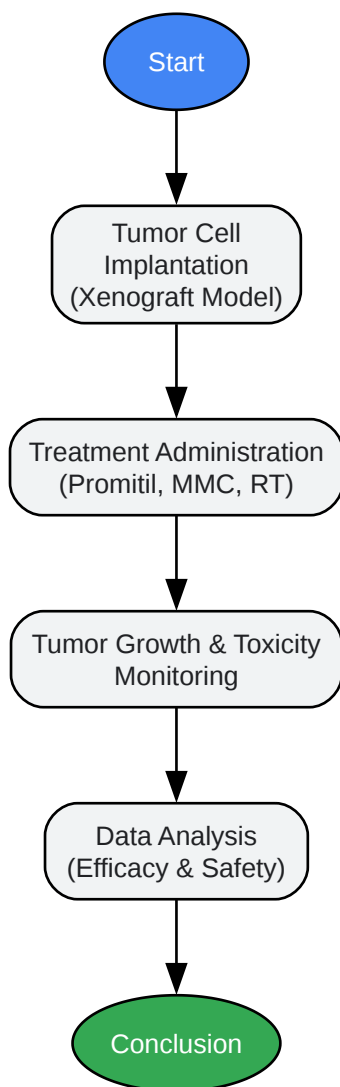 Start
Tumor Cell
Implantation
(Xenograft Model)
Treatment Administration
(Promitil, MMC, RT)
Tumor Growth & Toxicity
Monitoring
Data Analysis
(Efficacy & Safety)
Conclusion